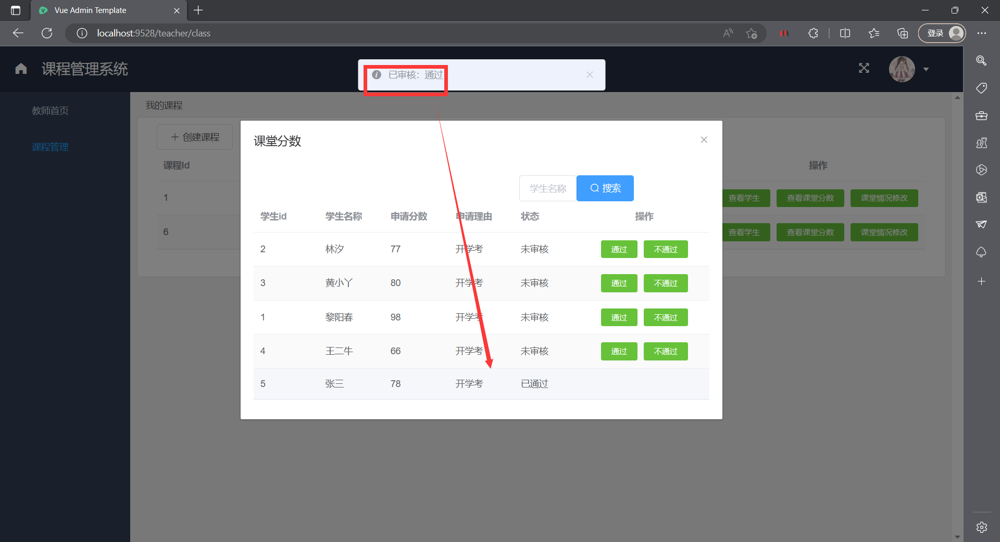 Vue Admin Template
localhost:9528/teacher/class
登录
课程管理系统
已审核：通过
教师首页
课程管理
我的课程
创建课程
课程Id 操作
1 查看学生 查看课堂分数 课堂情况修改
6 查看学生 查看课堂分数 课堂情况修改
课堂分数
学生名称 搜索
学生id 学生名称 申请分数 申请理由 状态 操作
2 林汐 77 开学考 未审核 通过 不通过
3 黄小丫 80 开学考 未审核 通过 不通过
1 黎阳春 98 开学考 未审核 通过 不通过
4 王二牛 66 开学考 未审核 通过 不通过
5 张三 78 开学考 已通过